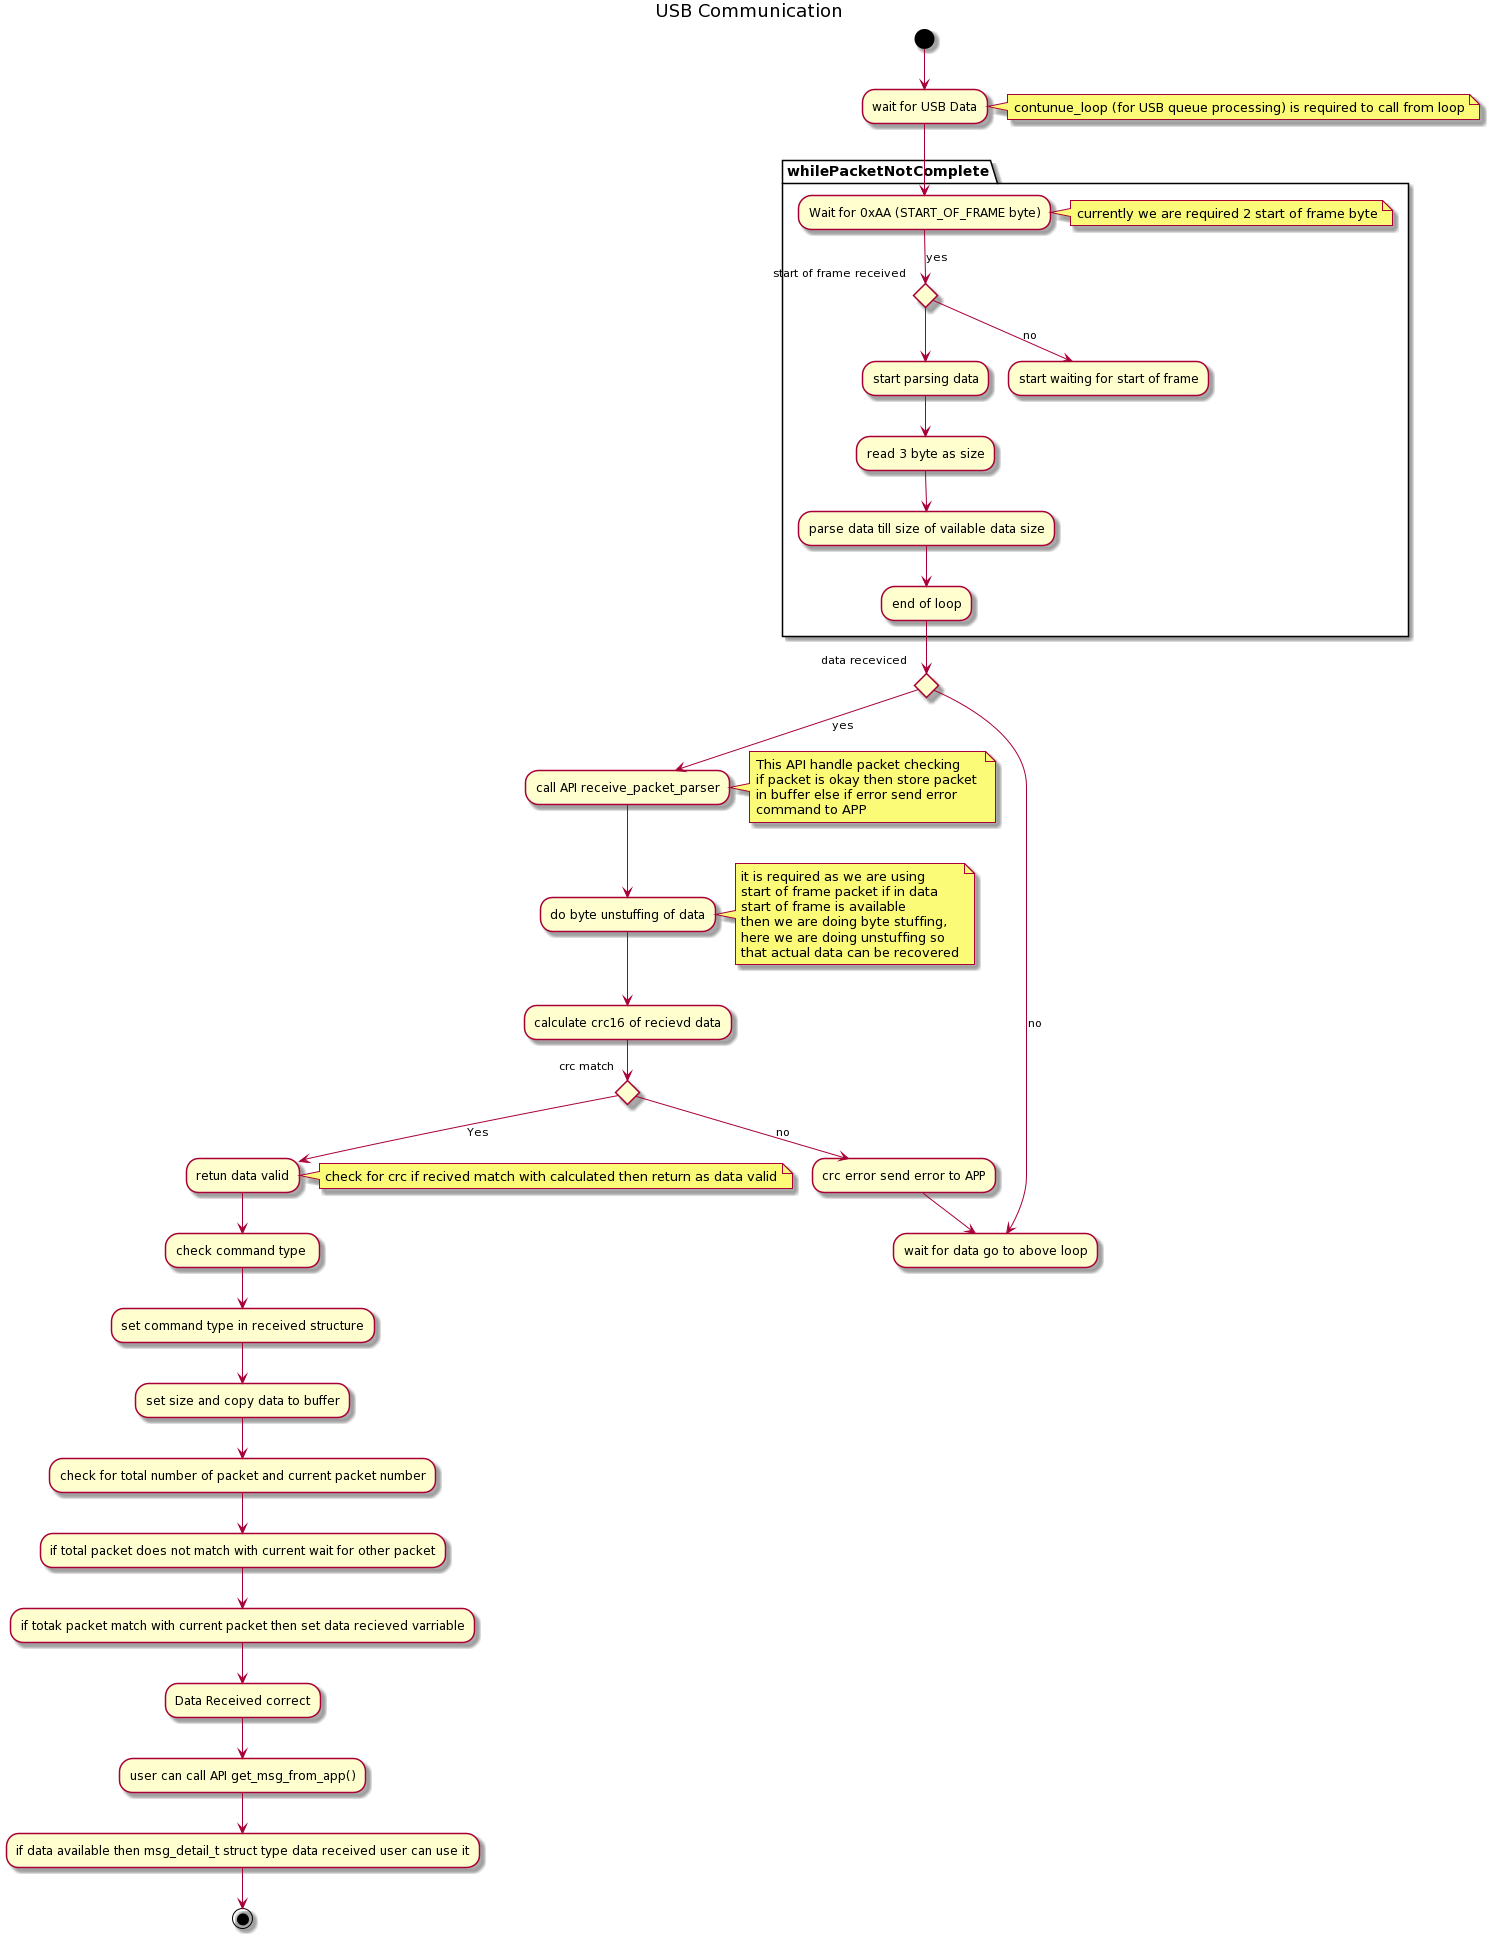 USB Communication
wait for USB Data
contunue_loop (for USB queue processing) is required to call from loop
whilePacketNotComplete
Wait for 0xAA (START_OF_FRAME byte)
currently we are required 2 start of frame byte
yes
start of frame received
no
start parsing data
start waiting for start of frame
read 3 byte as size
parse data till size of vailable data size
end of loop
data receviced
yes
call API receive_packet_parser
This API handle packet checking
if packet is okay then store packet
in buffer else if error send error
command to APP
do byte unstuffing of data
it is required as we are using
start of frame packet if in data
start of frame is available
then we are doing byte stuffing,
here we are doing unstuffing so
that actual data can be recovered
calculate crc16 of recievd data
no
crc match
Yes
no
retun data valid
check for crc if recived match with calculated then return as data valid
crc error send error to APP
check command type
wait for data go to above loop
set command type in received structure
set size and copy data to buffer
check for total number of packet and current packet number
if total packet does not match with current wait for other packet
if totak packet match with current packet then set data recieved varriable
Data Received correct
user can call API get_msg_from_app()
if data available then msg_detail_t struct type data received user can use it